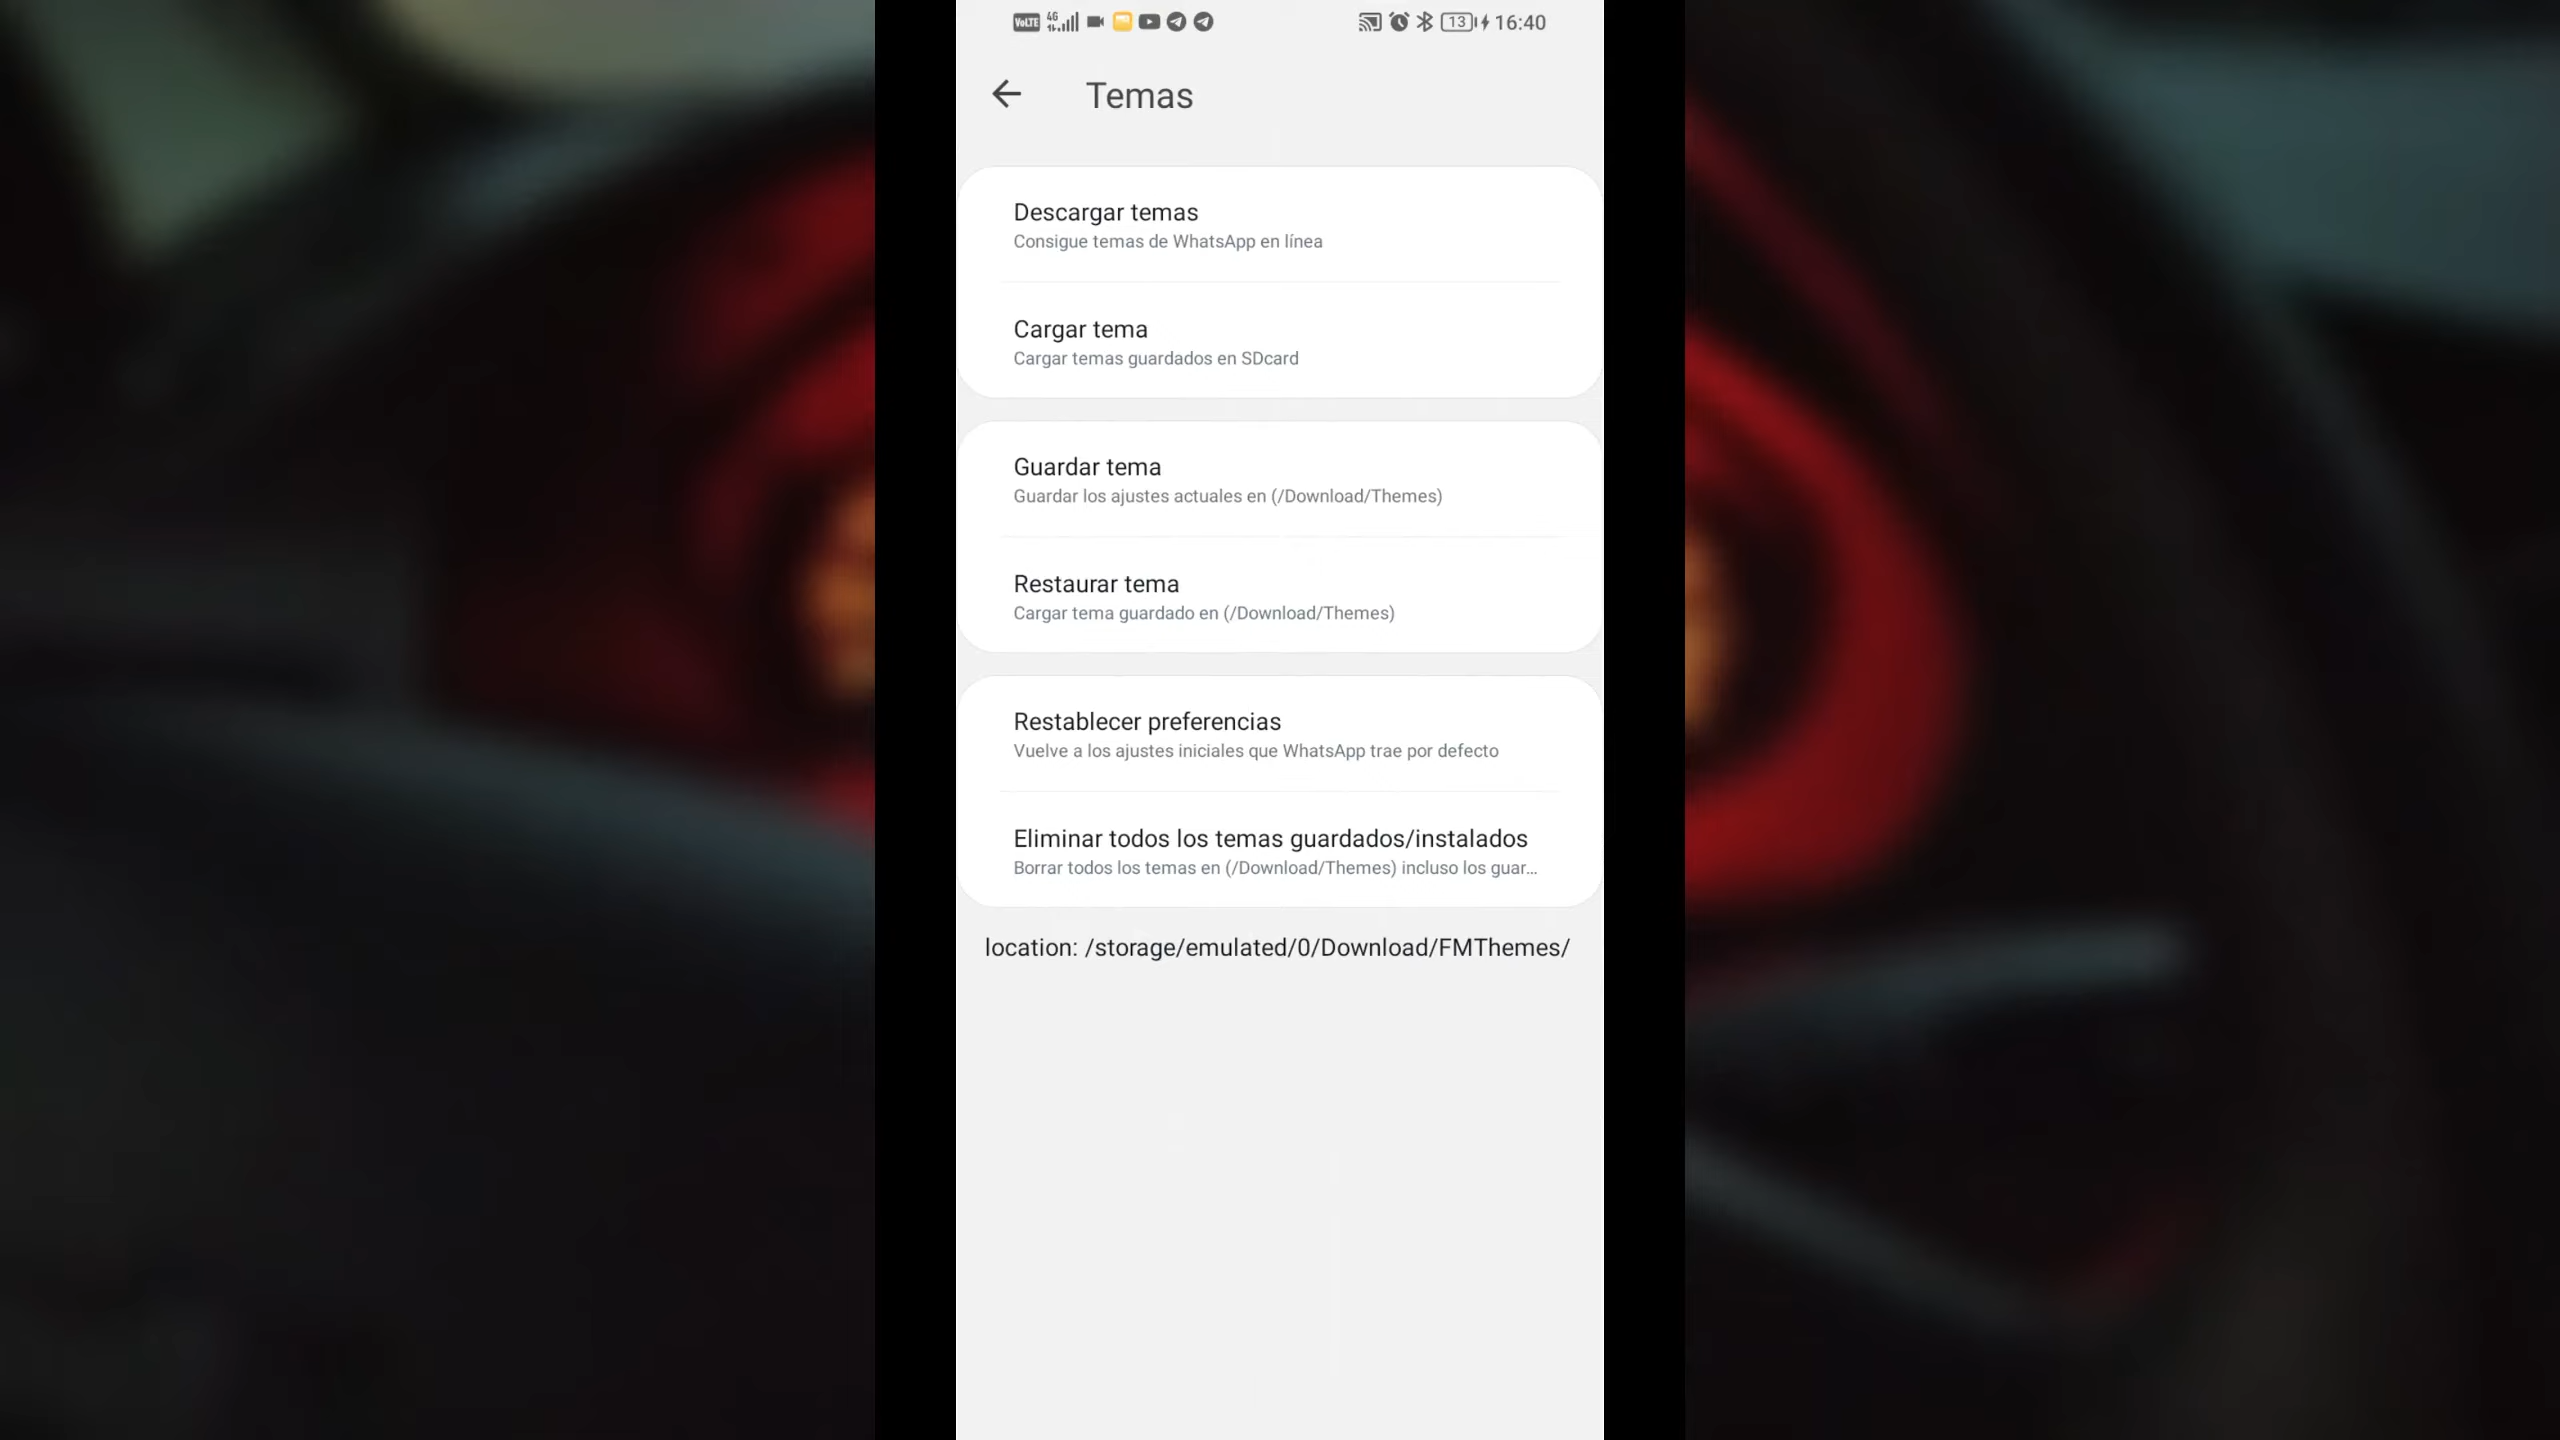 VoLTE 4G 13 16:40
Temas
Descargar temas
Consigue temas de WhatsApp en línea
Cargar tema
Cargar temas guardados en SDcard
Guardar tema
Guardar los ajustes actuales en (/Download/Themes)
Restaurar tema
Cargar tema guardado en (/Download/Themes)
Restablecer preferencias
Vuelve a los ajustes iniciales que WhatsApp trae por defecto
Eliminar todos los temas guardados/instalados
Borrar todos los temas en (/Download/Themes) incluso los guar...
location: /storage/emulated/0/Download/FMThemes/